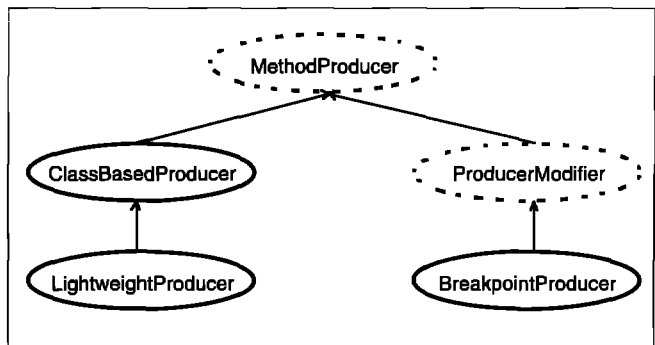 MethodProducer
ClassBasedProducer
ProducerModifier
LightweightProducer
BreakpointProducer